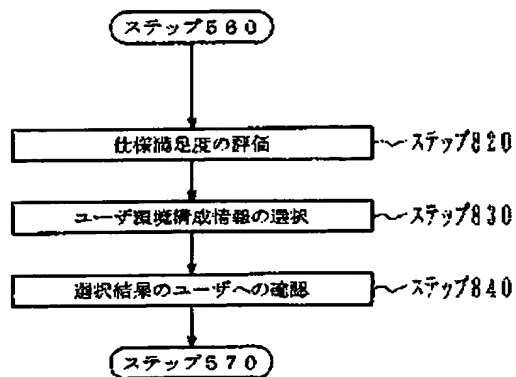 ステップ560
仕様満足度の評価
ステップ820
ユーザ環境構成情報の選択
ステップ830
選択結果のユーザへの確認
ステップ840
ステップ570